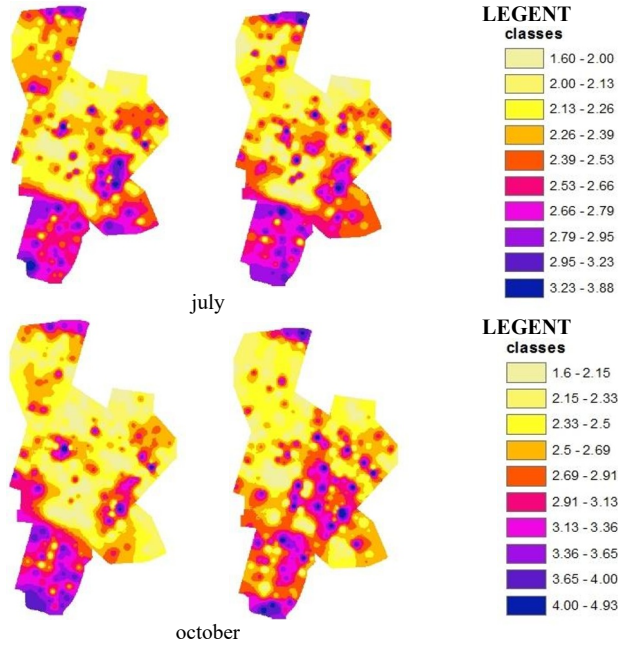 LEGENT
classes
1.60 - 2.00
2.00 - 2.13
2.13 - 2.26
2.26 - 2.39
2.39 - 2.53
2.53 - 2.66
2.66 - 2.79
2.79 - 2.95
2.95 - 3.23
3.23 - 3.88
july
LEGENT
classes
1.6 - 2.15
2.15 - 2.33
2.33 - 2.5
2.5 - 2.69
2.69 - 2.91
2.91 - 3.13
3.13 - 3.36
3.36 - 3.65
3.65 - 4.00
4.00 - 4.93
october